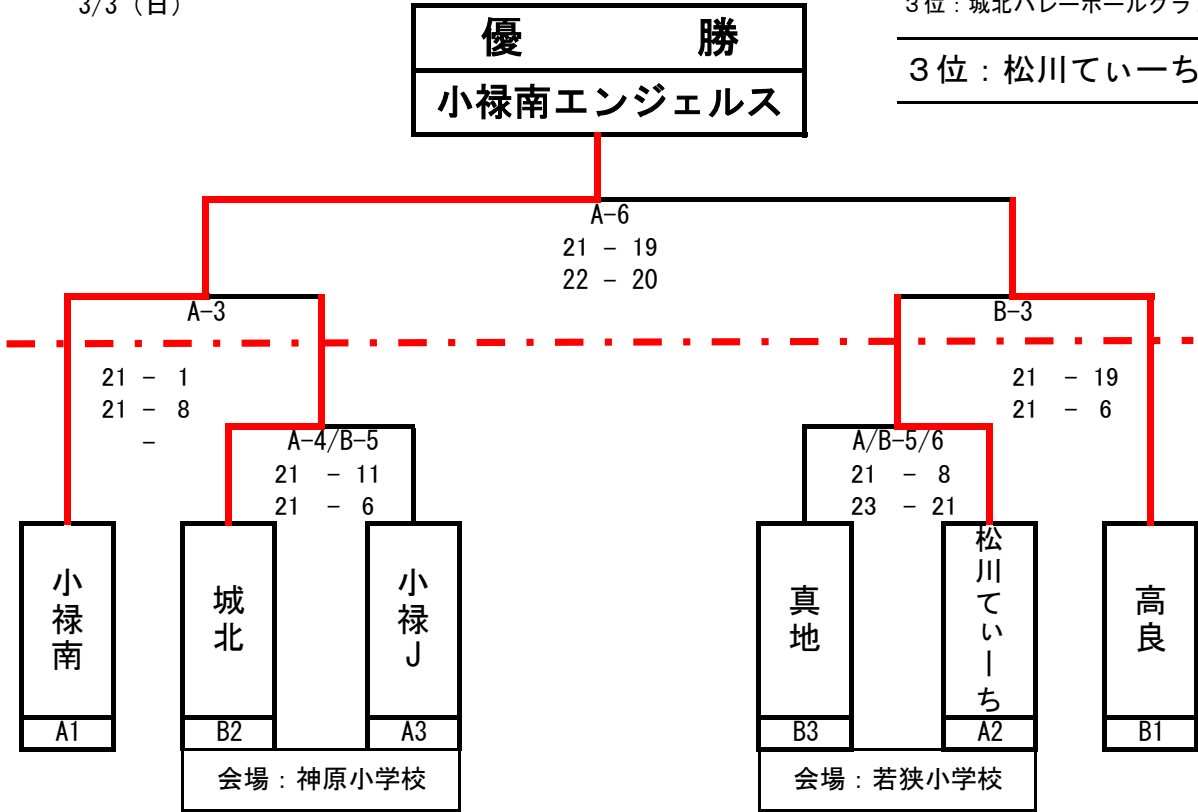 3/3（日）
３位：城北バレーボールクラブ
優　　　勝
小禄南エンジェルス
３位：松川てぃーち
A-6
21 - 19
22 - 20
A-3
B-3
21 - 1
21 - 8
-
21 - 19
21 - 6
A-4/B-5
21 - 11
21 - 6
A/B-5/6
21 - 8
23 - 21
小禄南
城北
小禄Ｊ
真地
松川てぃーち
高良
A1
B2
A3
B3
A2
B1
会場：神原小学校
会場：若狭小学校